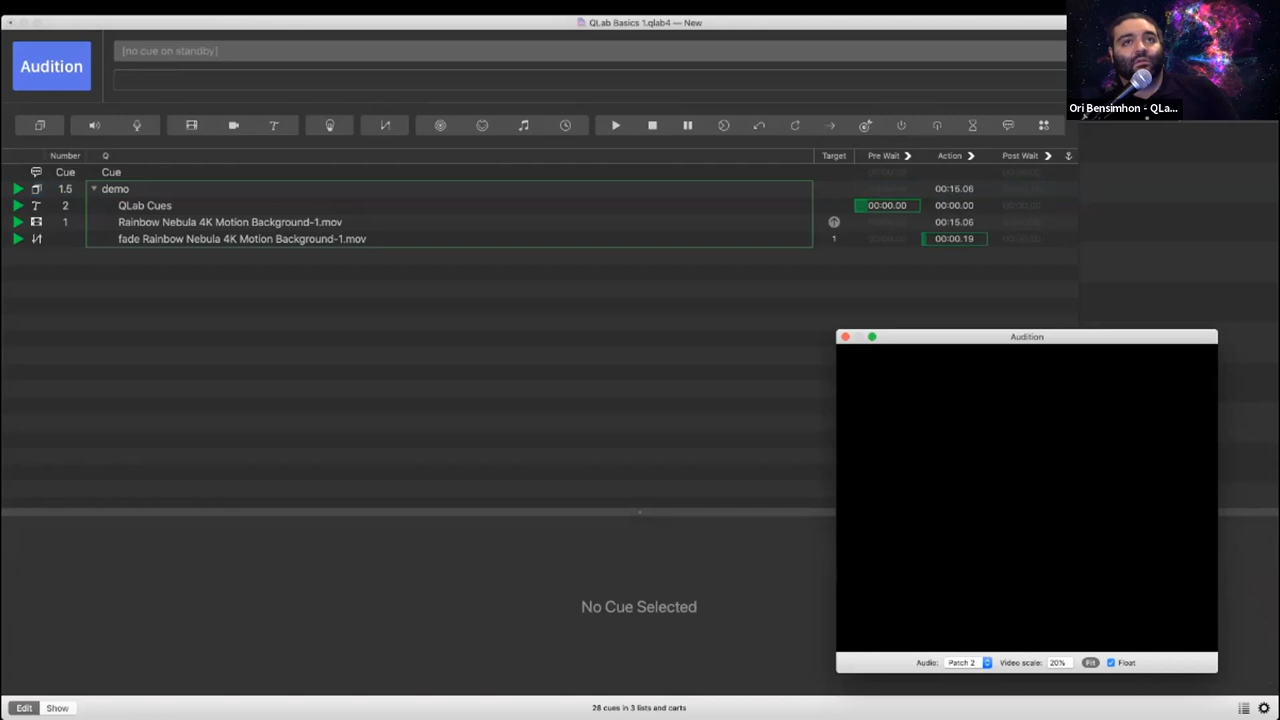 QLab Basics 1.qlab4 — New
Audition
[no cue on standby]
Ori Bensimhon - QLa...
Number Q Target Pre Wait Action Post Wait
Cue Cue 00:00.00
1.5 demo 00:15.06
2 QLab Cues 00:00.00 00:00.00
1 Rainbow Nebula 4K Motion Background-1.mov 00:15.06
fade Rainbow Nebula 4K Motion Background-1.mov 1 00:00.19
Audition
No Cue Selected
Audio: Patch 2 Video scale: 20% Fit Float
Edit Show 28 cues in 3 lists and carts